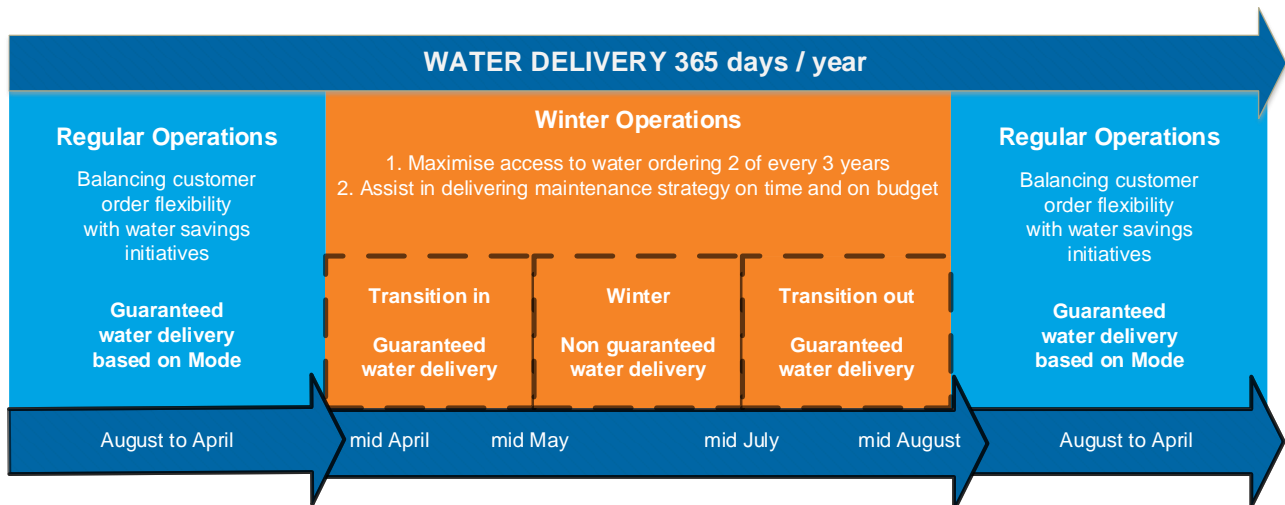 WATER DELIVERY 365 days / year
Regular Operations
Balancing customer
order flexibility
with water savings
initiatives
Guaranteed
water delivery
based on Mode
Winter Operations
1. Maximise access to water ordering 2 of every 3 years
2. Assist in delivering maintenance strategy on time and on budget
Transition in
Guaranteed
water delivery
Winter
Non guaranteed
water delivery
Transition out
Guaranteed
water delivery
Regular Operations
Balancing customer
order flexibility
with water savings
initiatives
Guaranteed
water delivery
based on Mode
August to April
mid April
mid May
mid July
mid August
August to April